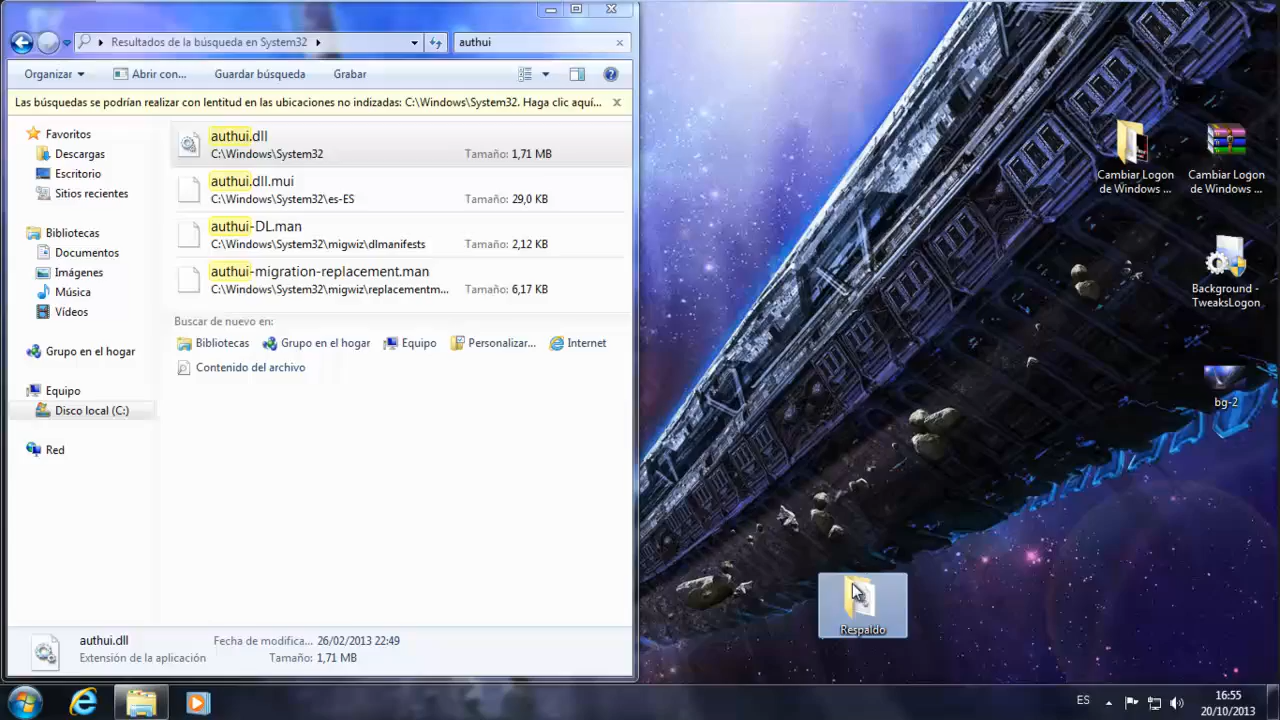 Resultados de la búsqueda en System32
authui
Organizar
Abrir con...
Guardar búsqueda
Grabar
Las búsquedas se podrían realizar con lentitud en las ubicaciones no indizadas: C:\Windows\System32. Haga clic aquí...
Favoritos
Descargas
Escritorio
Sitios recientes
Bibliotecas
Documentos
Imágenes
Música
Vídeos
Grupo en el hogar
Equipo
Disco local (C:)
Red
authui.dll
C:\Windows\System32
Tamaño: 1,71 MB
authui.dll.mui
C:\Windows\System32\es-ES
Tamaño: 29,0 KB
authui-DL.man
C:\Windows\System32\migwiz\dlmanifests
Tamaño: 2,12 KB
authui-migration-replacement.man
C:\Windows\System32\migwiz\replacementm...
Tamaño: 6,17 KB
Buscar de nuevo en:
Bibliotecas
Grupo en el hogar
Equipo
Personalizar...
Internet
Contenido del archivo
authui.dll
Fecha de modifica... 26/02/2013 22:49
Extensión de la aplicación
Tamaño: 1,71 MB
Cambiar Logon
de Windows ...
Cambiar Logon
de Windows ...
Background -
TweaksLogon
bg-2
Respaldo
ES
16:55
20/10/2013